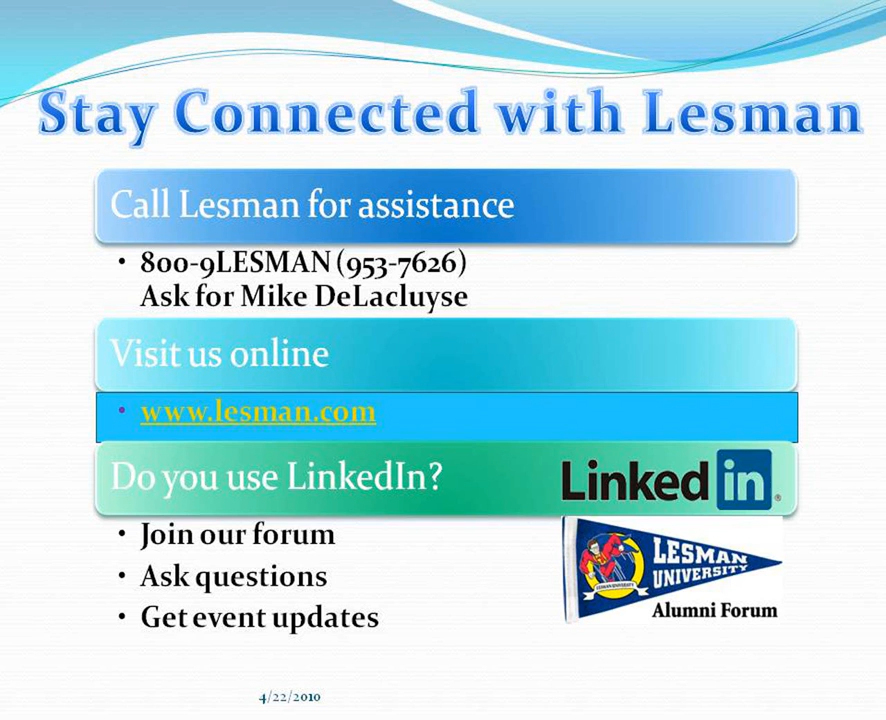 Stay Connected with Lesman
Call Lesman for assistance
• 800-9LESMAN (953-7626)
Ask for Mike DeLacluyse
Visit us online
• www.lesman.com
Do you use LinkedIn?
Linked in ®
• Join our forum
• Ask questions
• Get event updates
LESMAN
UNIVERSITY
Alumni Forum
4/22/2010